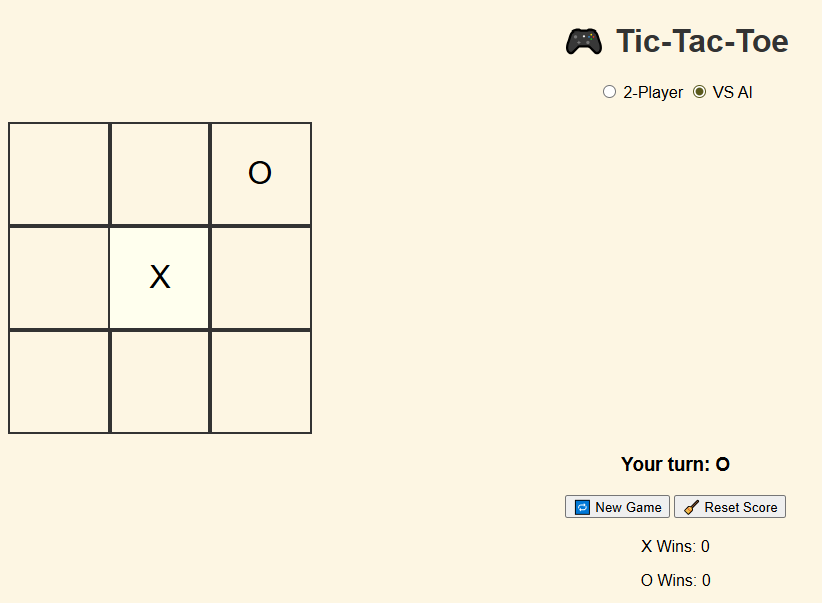 Tic-Tac-Toe
2-Player VS AI
O
X
Your turn: O
New Game Reset Score
X Wins: 0
O Wins: 0